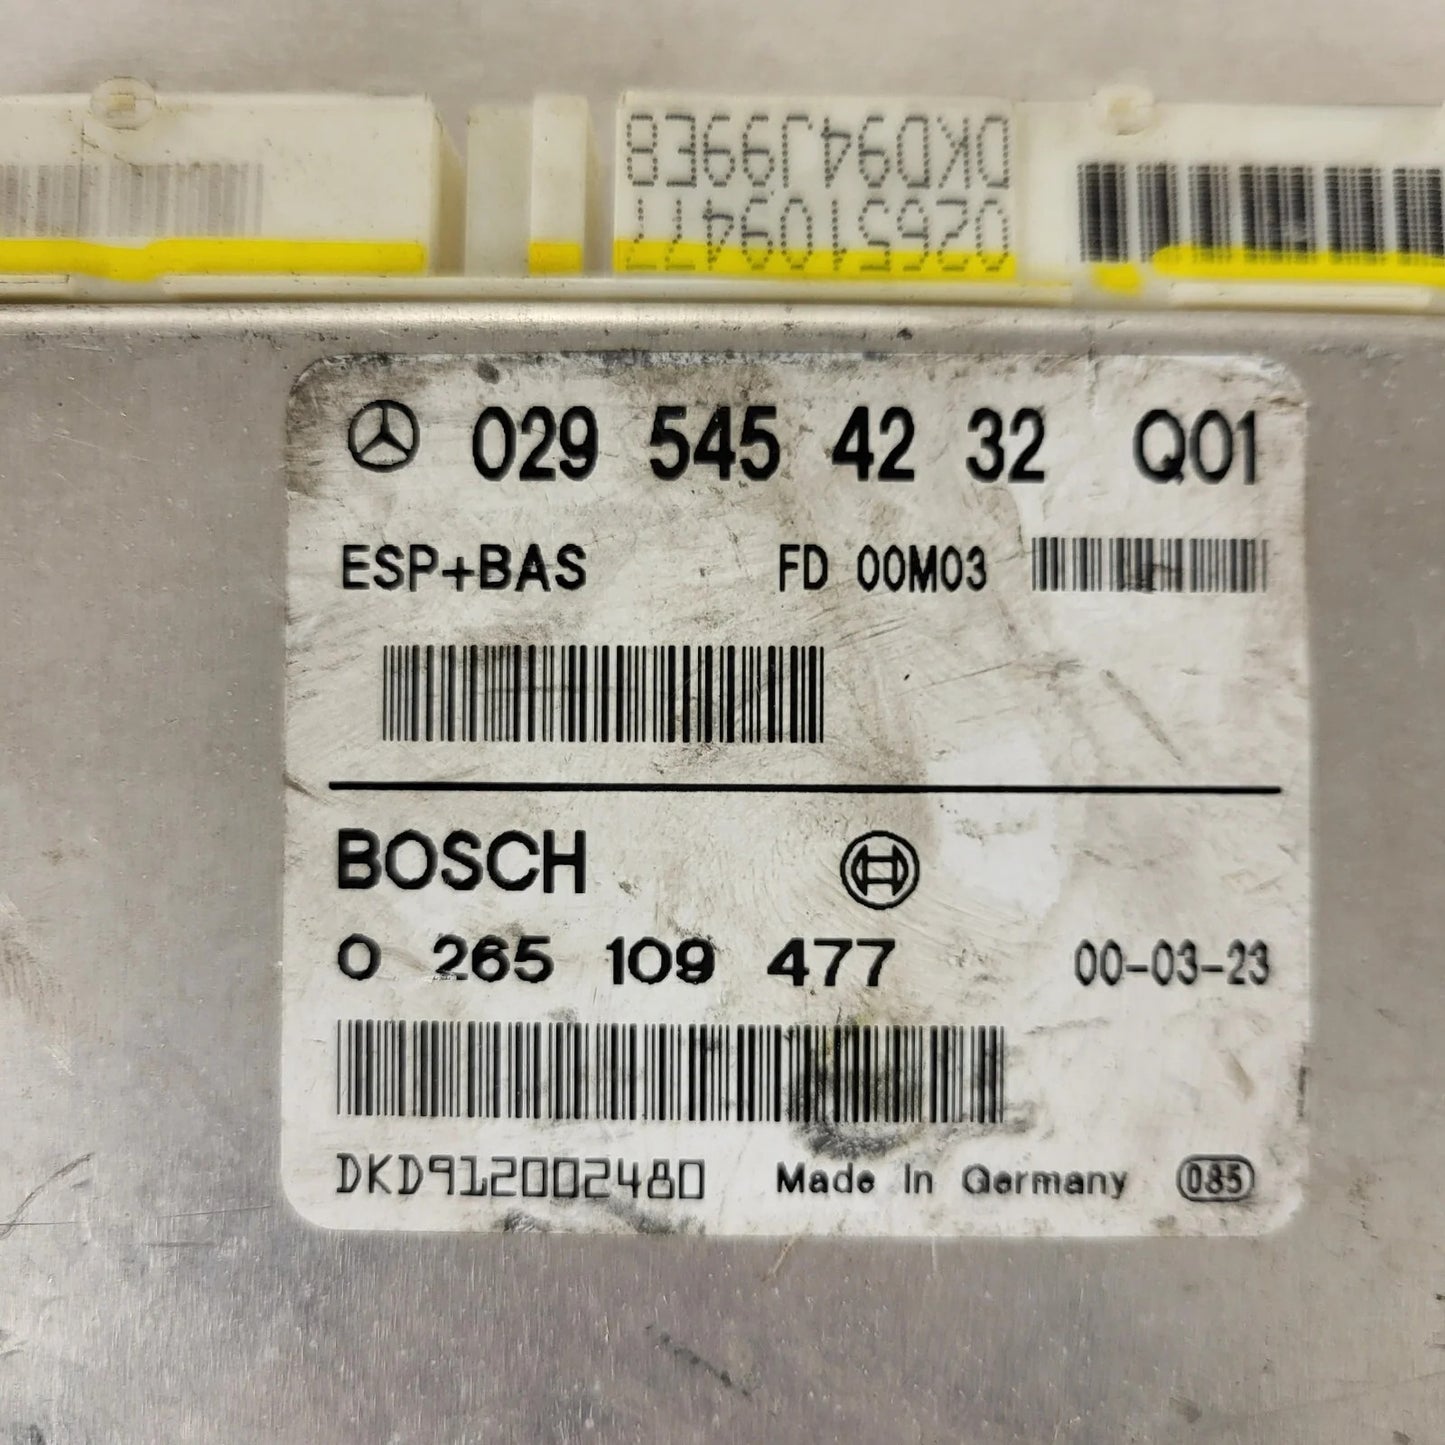 DKD94J99E8
0265109477
029 545 42 32 Q01
ESP+BAS FD 00M03
BOSCH
0 265 109 477 00-03-23
DKD912002480 Made In Germany 085